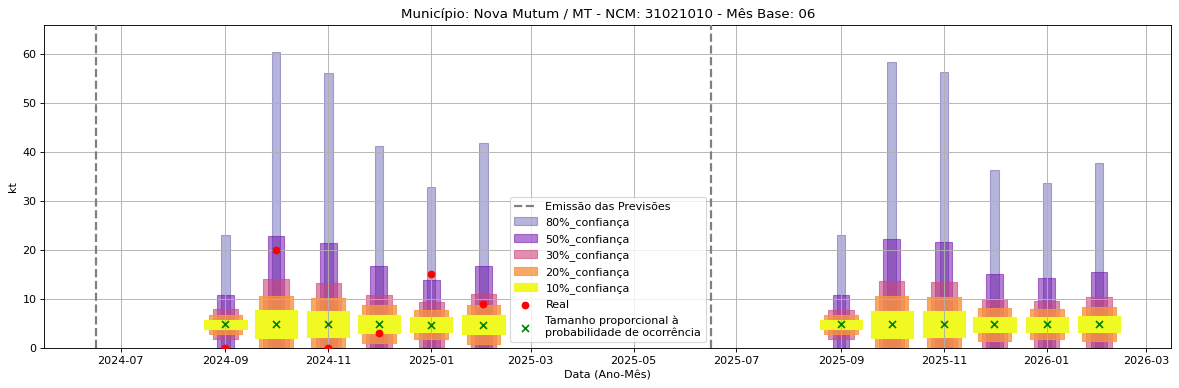 Município: Nova Mutum / MT - NCM: 31021010 - Mês Base: 06
kt
60
50
40
30
20
10
0
Emissão das Previsões
80%_confiança
50%_confiança
30%_confiança
20%_confiança
10%_confiança
Real
Tamanho proporcional à
probabilidade de ocorrência
2024-07
2024-09
2024-11
2025-01
2025-03
2025-05
2025-07
2025-09
2025-11
2026-01
2026-03
Data (Ano-Mês)